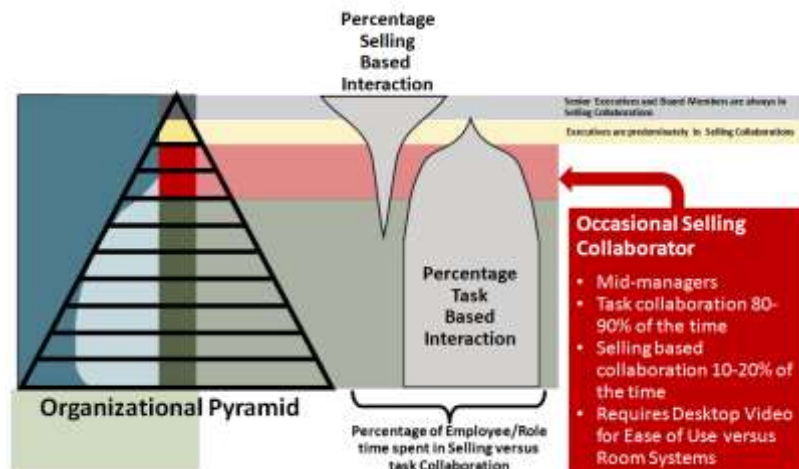 Percentage
Selling
Based
Interaction
Senior Executives and Board Members are always in
Selling Collaborations
Executives are predominately in Selling Collaborations
Occasional Selling
Collaborator
• Mid-managers
• Task collaboration 80-
90% of the time
• Selling based
collaboration 10-20% of
the time
• Requires Desktop Video
for Ease of Use versus
Room Systems
Percentage
Task
Based
Interaction
Organizational Pyramid
Percentage of Employee/Role
time spent in Selling versus
task Collaboration